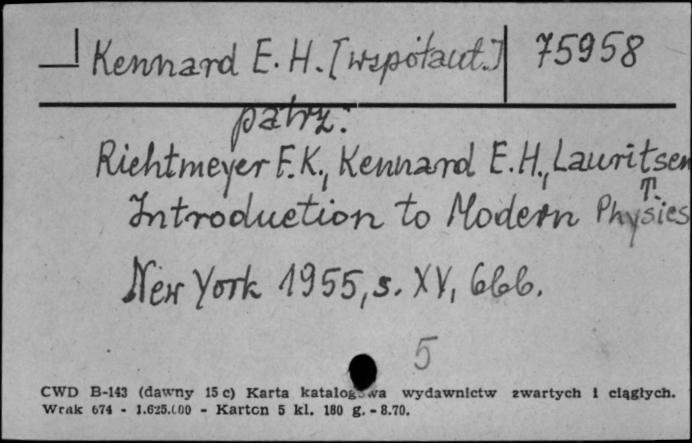 Kennard E. H. [współaut.] 75958
patrz:
Richtmeyer F.K., Kennard E.H., Lauritsen
T.
Introduction to Modern Physics
New York 1955, s. XV, 666.
5
CWD B-143 (dawny 15 c) Karta katalogowa wydawnictw zwartych i ciągłych.
Wrak 674 - 1.625.000 - Karton 5 kl. 180 g. - 8.70.